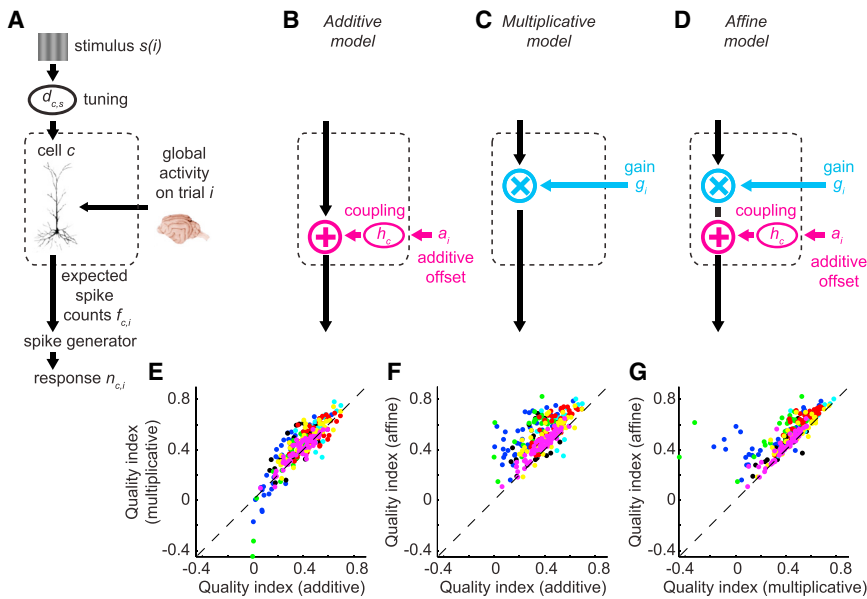 A
stimulus s(i)
d_{c,s}
tuning
cell c
global
activity
on trial i
expected
spike
counts f_{c,i}
spike generator
response n_{c,i}
B
Additive
model
coupling
h_c
a_i
additive
offset
C
Multiplicative
model
gain
g_i
D
Affine
model
gain
g_i
coupling
h_c
a_i
additive
offset
E
Quality index
(multiplicative)
0.8
0.4
0
-0.4
-0.4
0
0.4
0.8
Quality index (additive)
F
Quality index (affine)
0.8
0.4
0
-0.4
-0.4
0
0.4
0.8
Quality index (additive)
G
Quality index (affine)
0.8
0.4
0
-0.4
-0.4
0
0.4
0.8
Quality index (multiplicative)